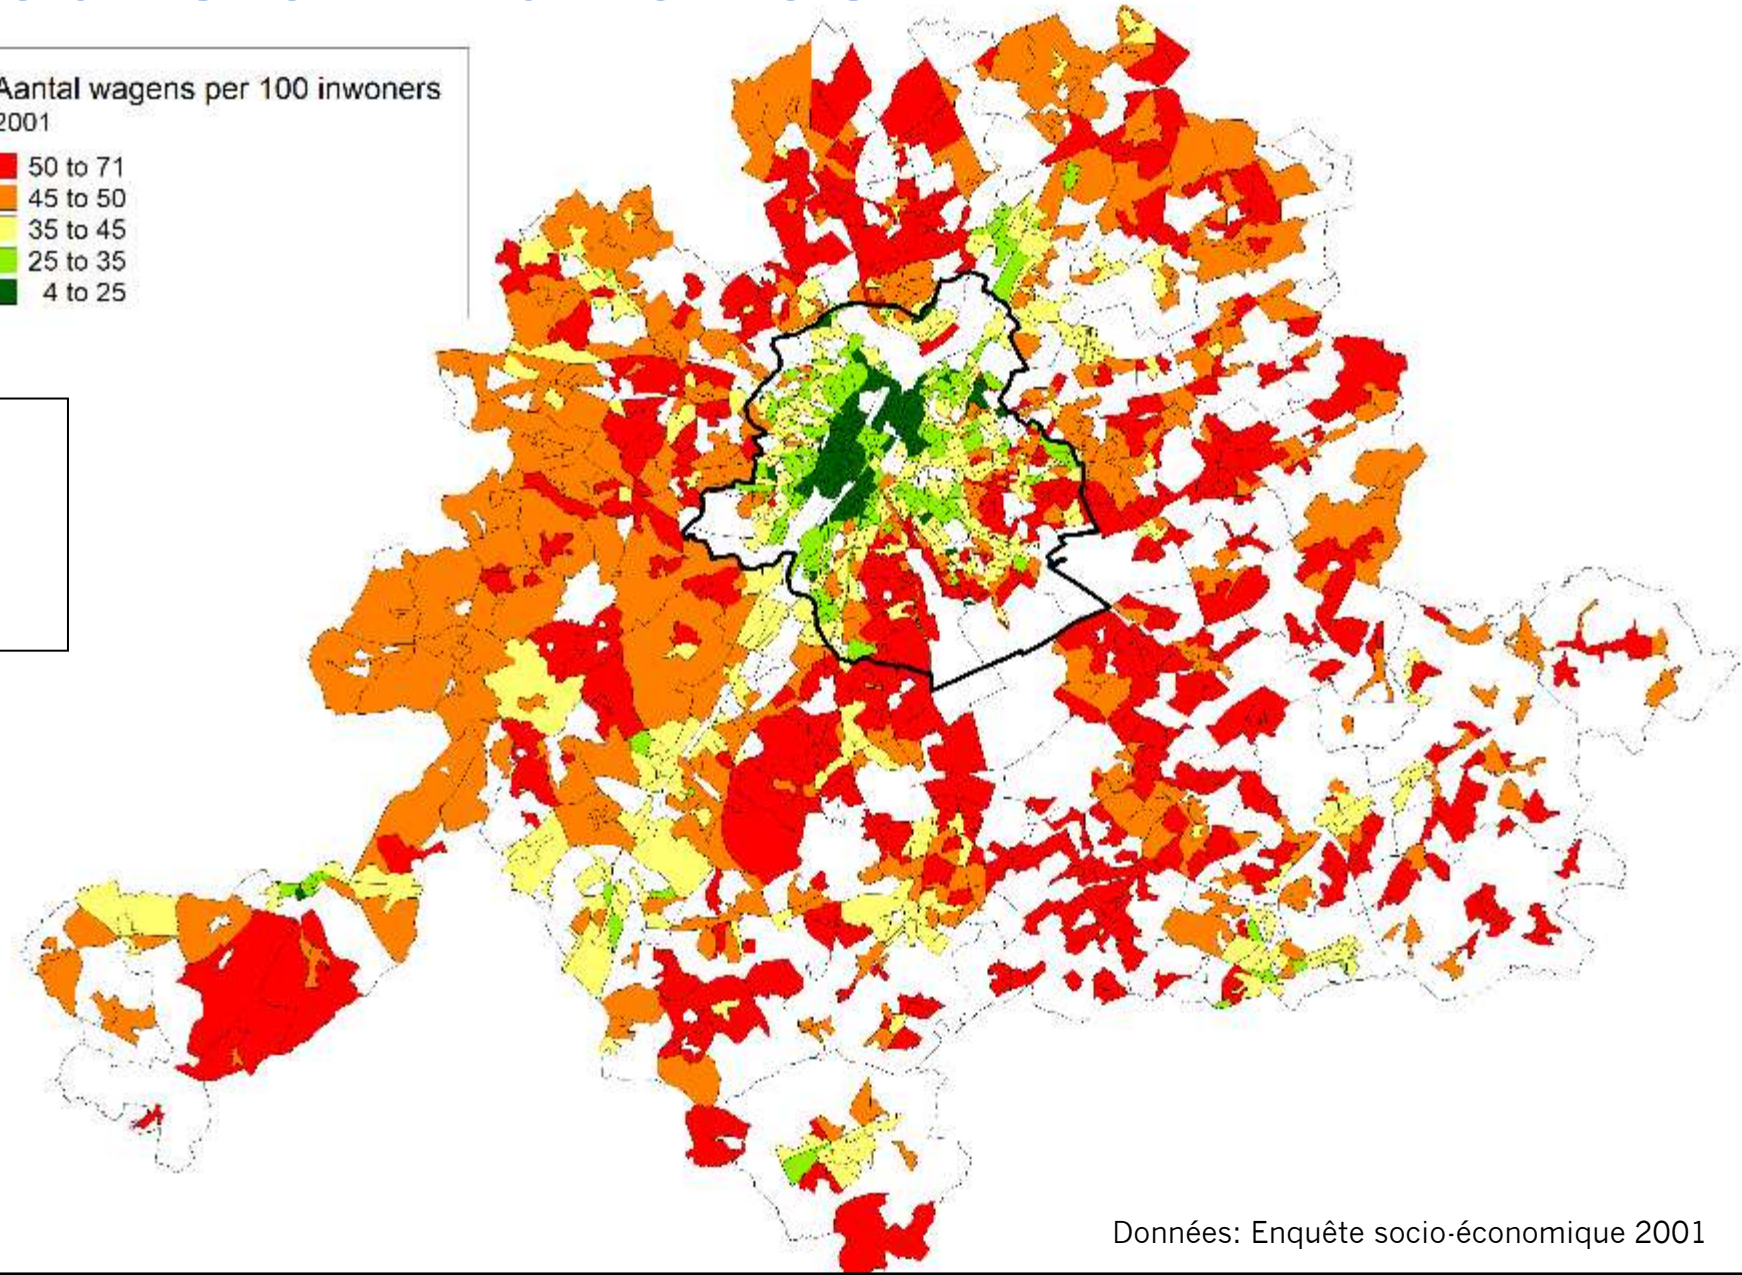 Aantal wagens per 100 inwoners
2001
50 to 71
45 to 50
35 to 45
25 to 35
4 to 25
Données: Enquête socio-économique 2001